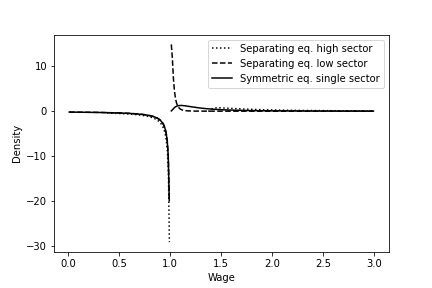 Separating eq. high sector
Separating eq. low sector
Symmetric eq. single sector
10
0
−10
−20
−30
Density
0.0 0.5 1.0 1.5 2.0 2.5 3.0
Wage